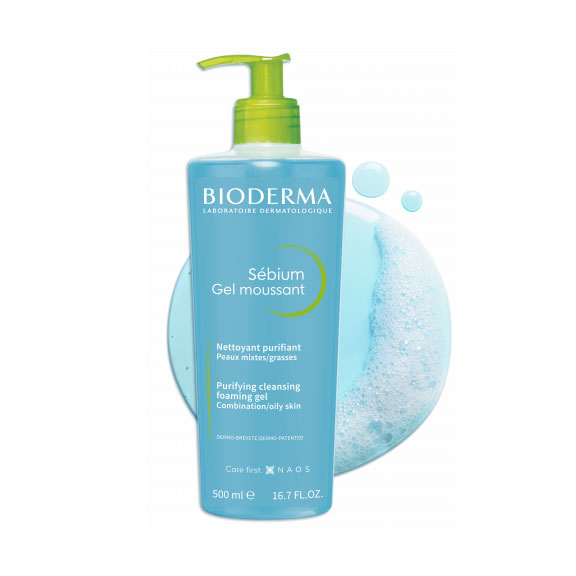 BIODERMA
LABORATOIRE DERMATOLOGIQUE
Sébium
Gel moussant
Nettoyant purifiant
Peaux mixtes/grasses
Purifying cleansing
foaming gel
Combination/oily skin
DERMO-BREVETÉ/DERMO-PATENTED
Care first NAOS
500 ml ℮ 16.7 FL.OZ.